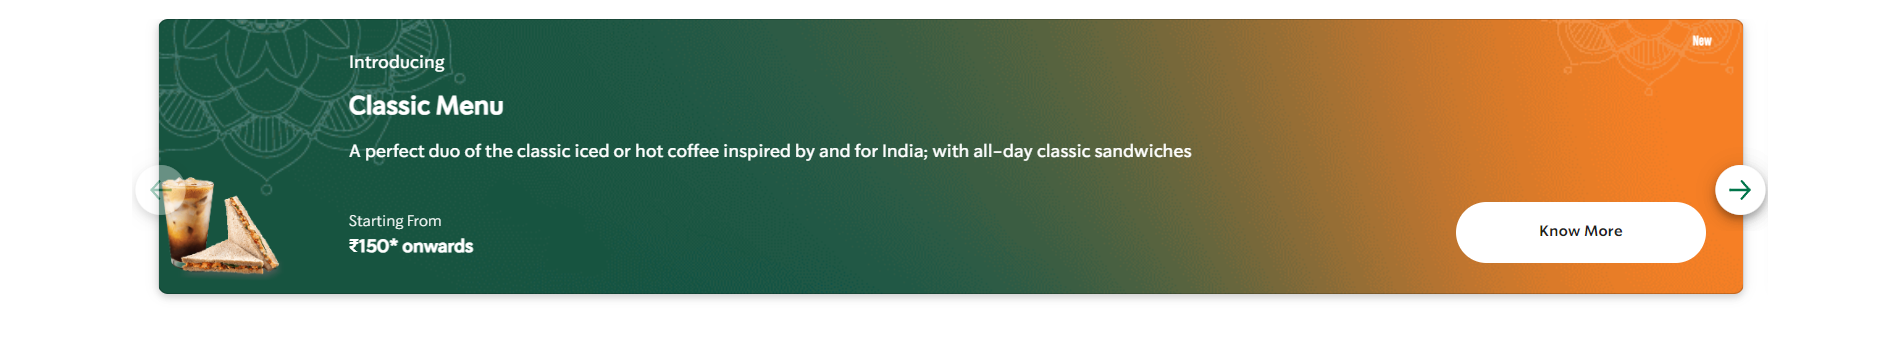 New
Introducing
Classic Menu
A perfect duo of the classic iced or hot coffee inspired by and for India; with all-day classic sandwiches
Starting From
₹150* onwards
Know More